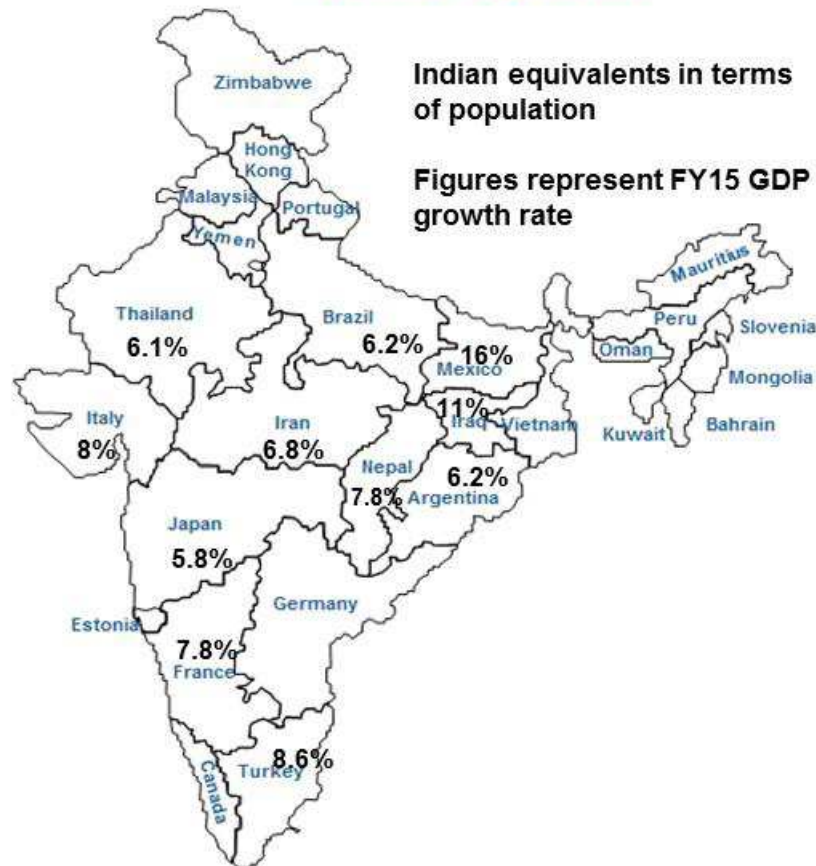 Indian equivalents in terms
of population
Figures represent FY15 GDP
growth rate
Zimbabwe
Hong
Kong
Malaysia
Portugal
Yemen
Mauritius
Thailand
6.1%
Brazil
6.2%
16%
Mexico
Peru
Slovenia
Oman
Mongolia
Italy
8%
Iran
6.8%
11%
Iraq
Vietnam
Kuwait
Bahrain
Nepal
7.8%
6.2%
Argentina
Japan
5.8%
Germany
Estonia
7.8%
France
8.6%
Turkey
Canada